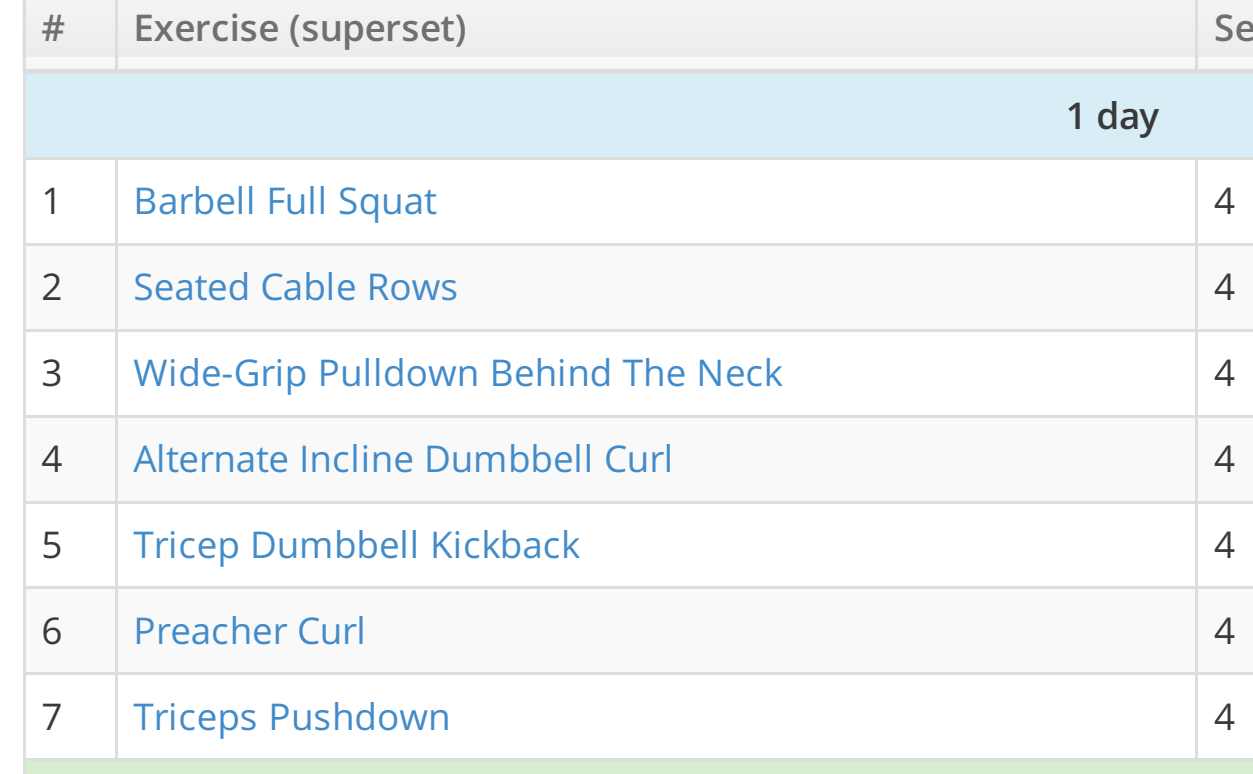 # Exercise (superset) Se
1 day
1 Barbell Full Squat 4
2 Seated Cable Rows 4
3 Wide-Grip Pulldown Behind The Neck 4
4 Alternate Incline Dumbbell Curl 4
5 Tricep Dumbbell Kickback 4
6 Preacher Curl 4
7 Triceps Pushdown 4